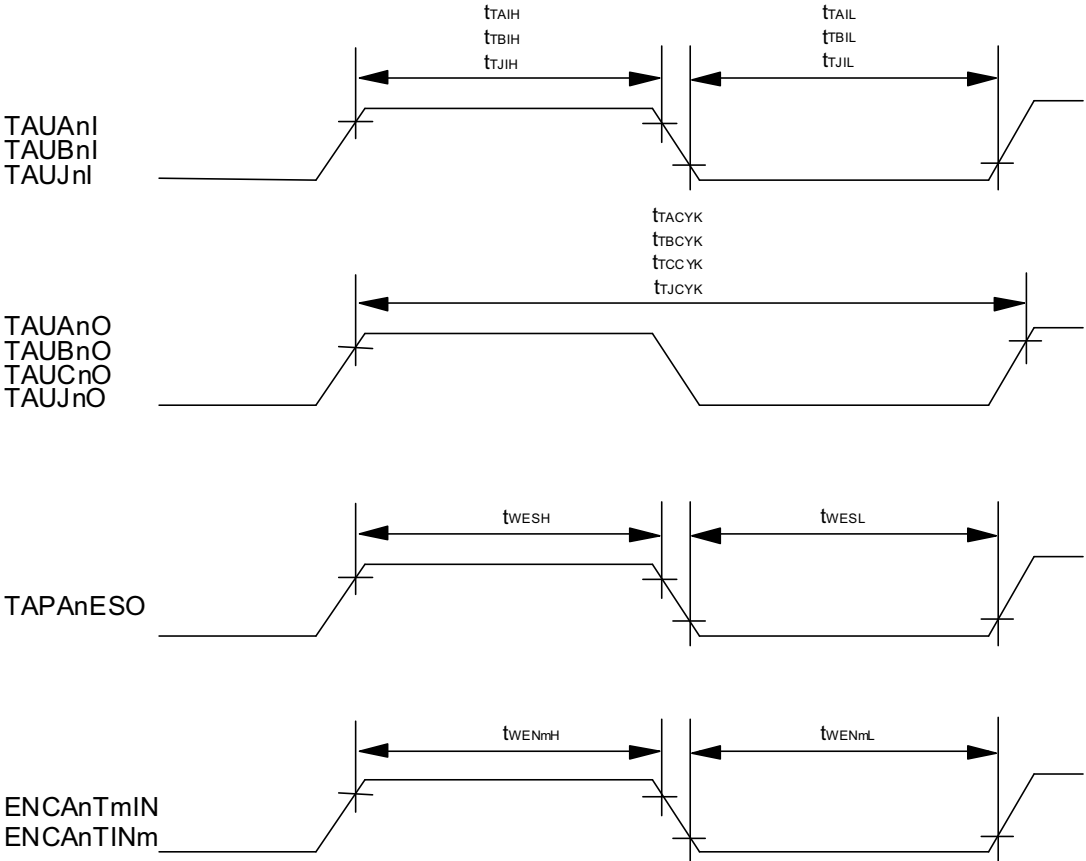 tTAIH
tTBIH
tTJIH
tTAIL
tTBIL
tTJIL
TAUAnI
TAUBnI
TAUJnI
tTACYK
tTBCYK
tTCCYK
tTJCYK
TAUAnO
TAUBnO
TAUCnO
TAUJnO
tWESH
tWESL
TAPAnESO
tWENmH
tWENmL
ENCAnTmIN
ENCAnTINm